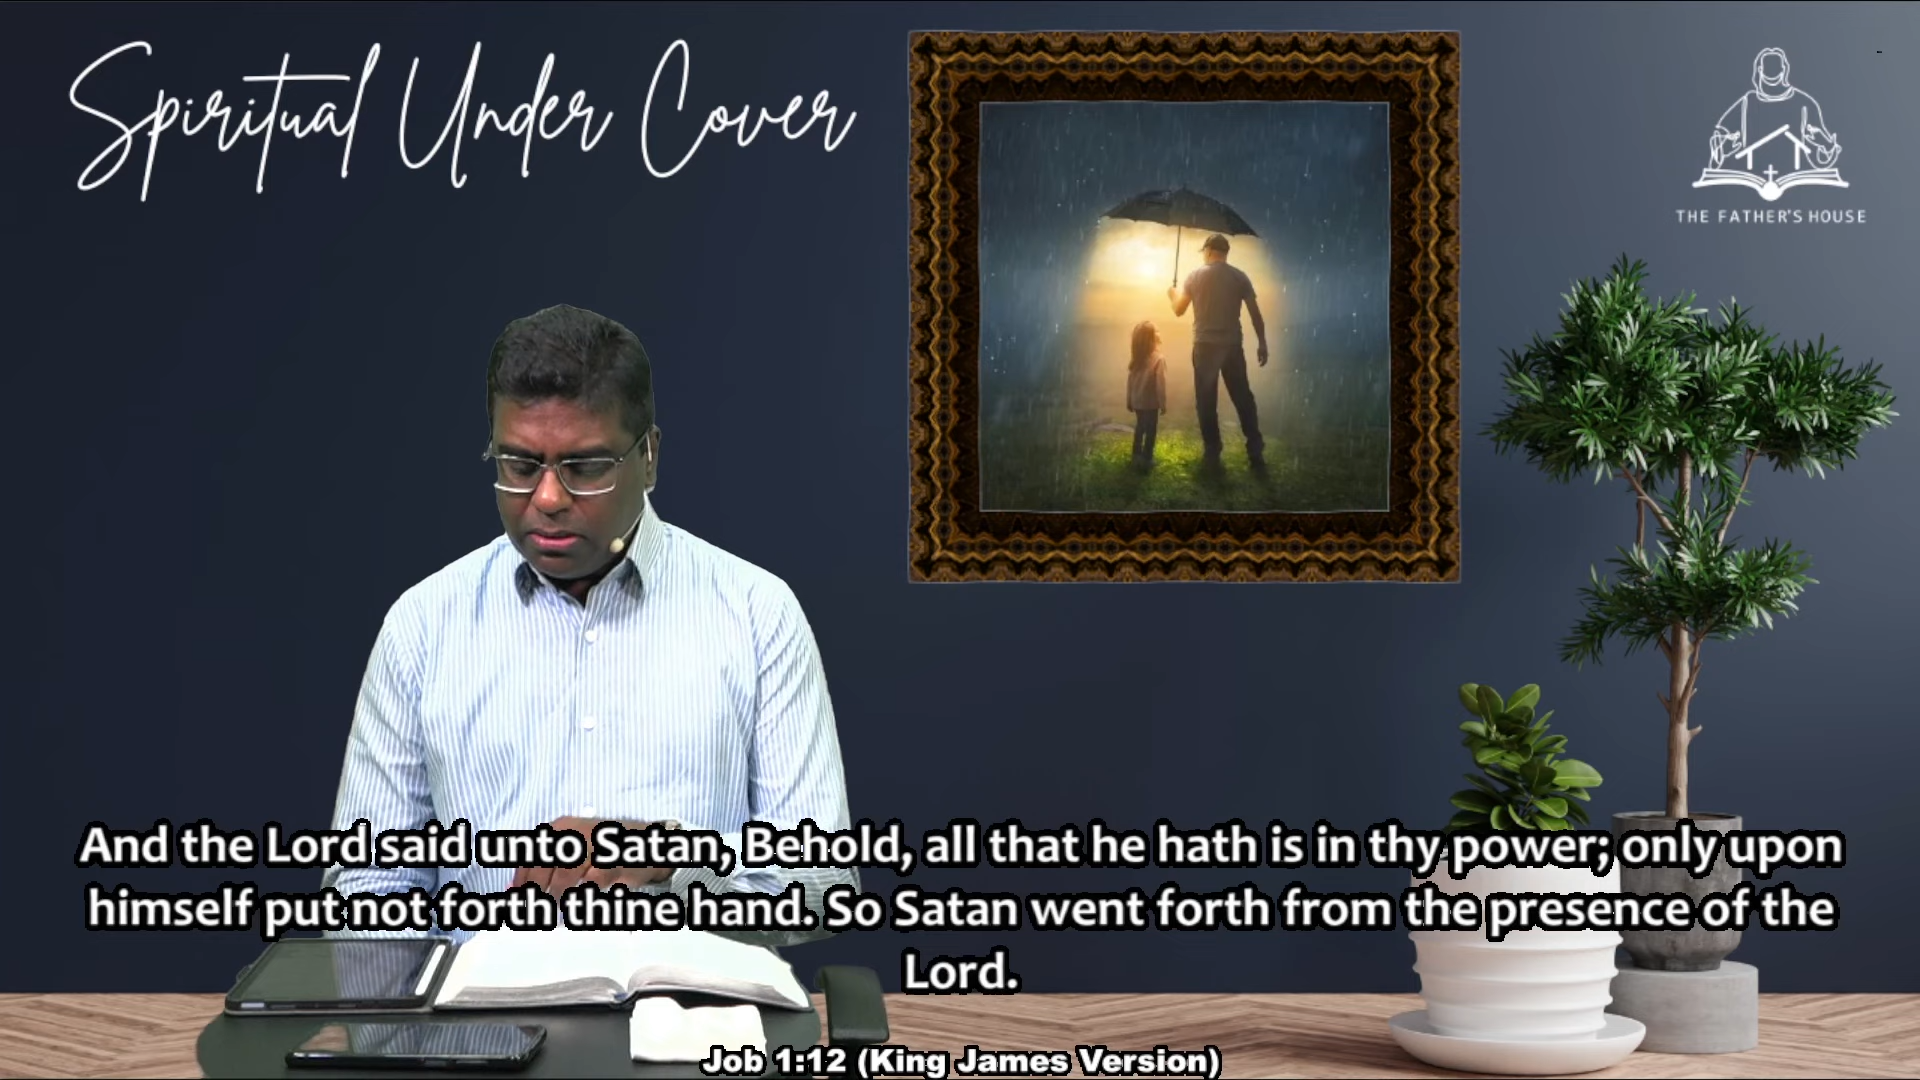 Spiritual Under Cover
THE FATHER'S HOUSE
And the Lord said unto Satan, Behold, all that he hath is in thy power; only upon
himself put not forth thine hand. So Satan went forth from the presence of the
Lord.
Job 1:12 (King James Version)